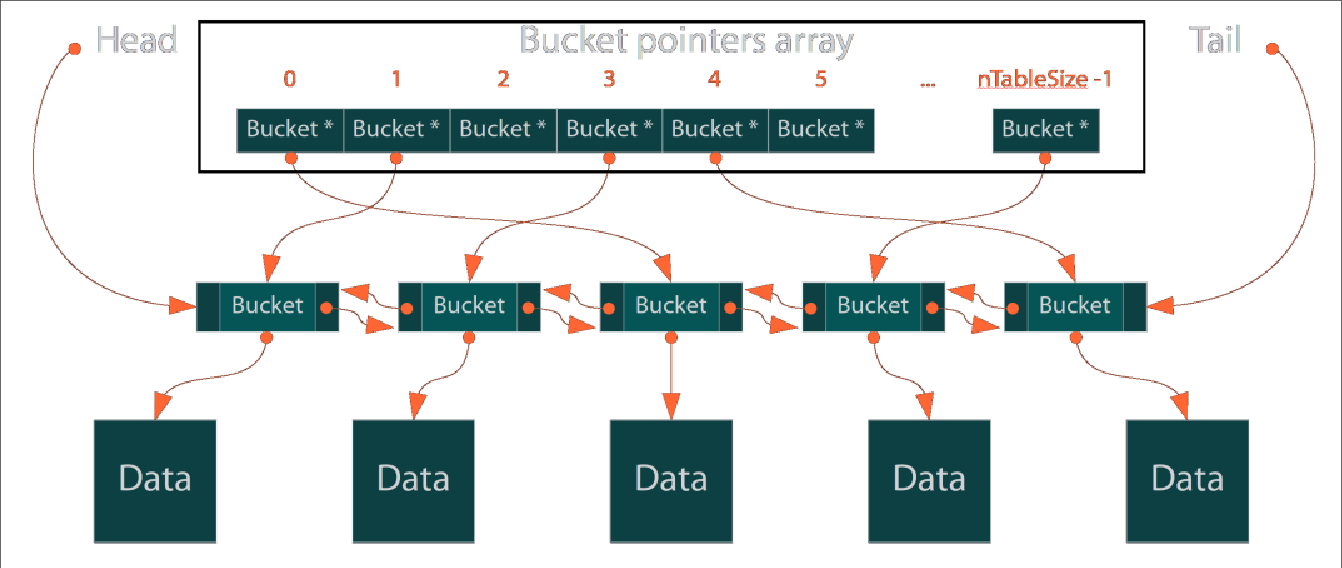 Head Bucket pointers array Tail
0 1 2 3 4 5 ... nTableSize -1
Bucket * Bucket * Bucket * Bucket * Bucket * Bucket * Bucket *
Bucket Bucket Bucket Bucket Bucket
Data Data Data Data Data